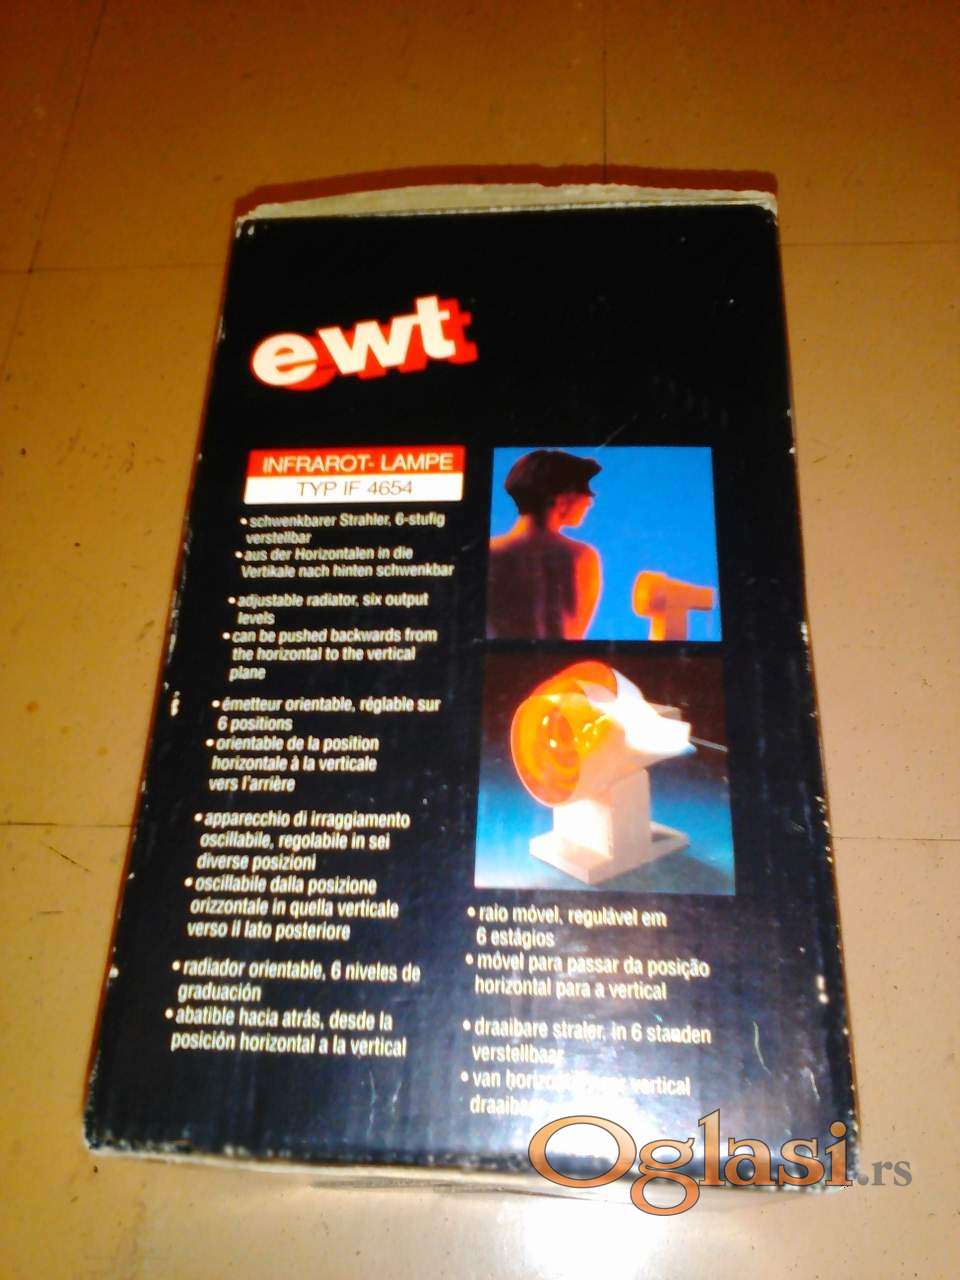 ewt
INFRAROT- LAMPE
TYP IF 4654
• schwenkbarer Strahler, 6-stufig
verstellbar
• aus der Horizontalen in die
Vertikale nach hinten schwenkbar
• adjustable radiator, six output
levels
• can be pushed backwards from
the horizontal to the vertical
plane
• émetteur orientable, réglable sur
6 positions
• orientable de la position
horizontale à la verticale
vers l'arrière
• apparecchio di irraggiamento
oscillabile, regolabile in sei
diverse posizioni
• oscillabile dalla posizione
orizzontale in quella verticale
verso il lato posteriore
• radiador orientable, 6 niveles de
graduación
• abatible hacia atrás, desde la
posición horizontal a la vertical
• raio móvel, regulável em
6 estágios
• móvel para passar da posição
horizontal para a vertical
• draaibare straler, in 6 standen
verstelbaar
• van vertical
Oglasi.rs